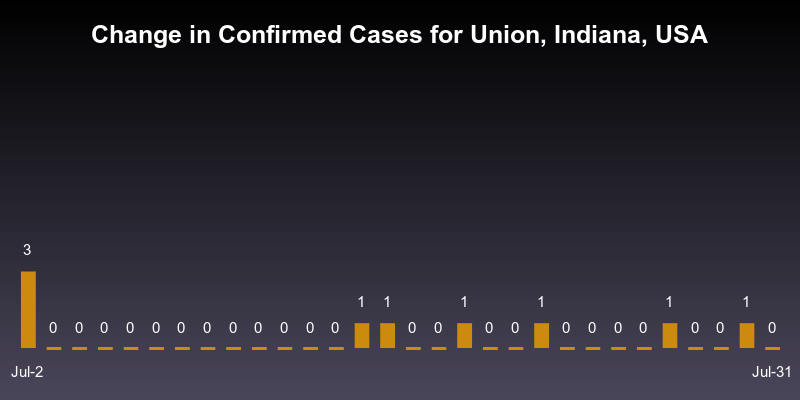 Change in Confirmed Cases for Union, Indiana, USA
3
1 1 1 1 1 1
0 0 0 0 0 0 0 0 0 0 0 0 0 0 0 0 0 0 0 0 0 0 0
Jul-2 Jul-31